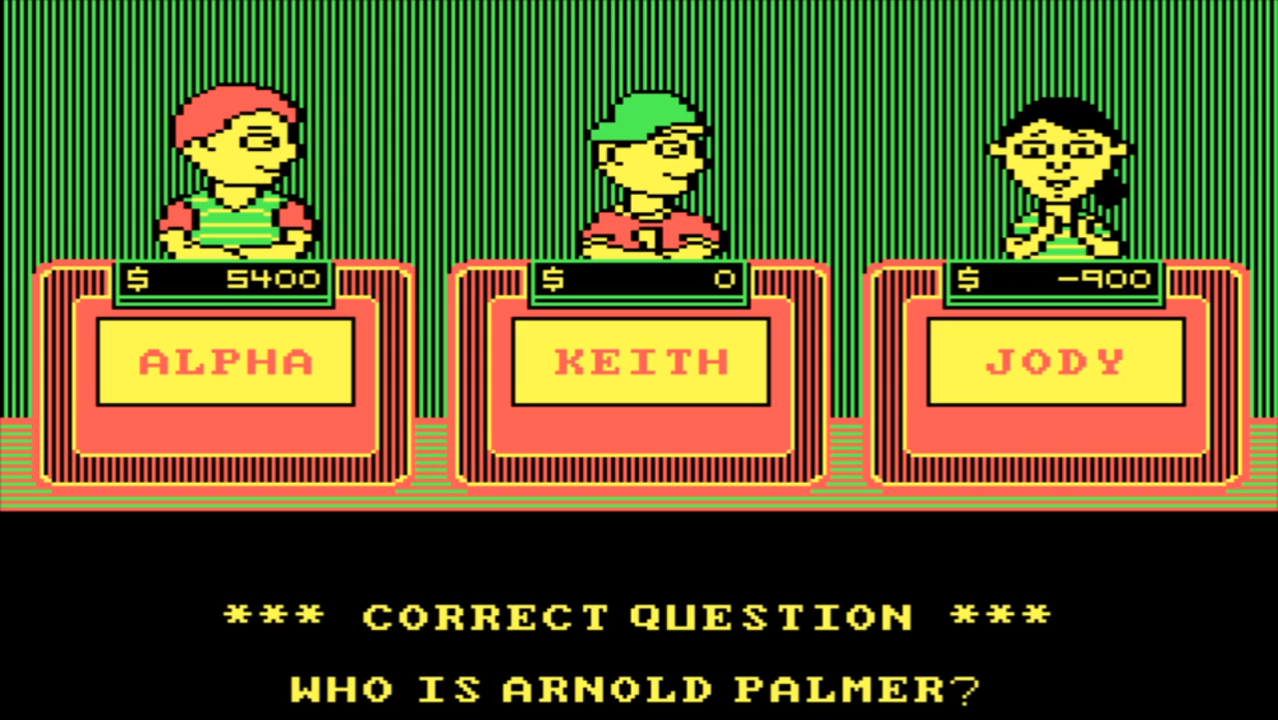 $ 5400 $ 0 $ -900
ALPHA KEITH JODY
*** CORRECT QUESTION ***
WHO IS ARNOLD PALMER?